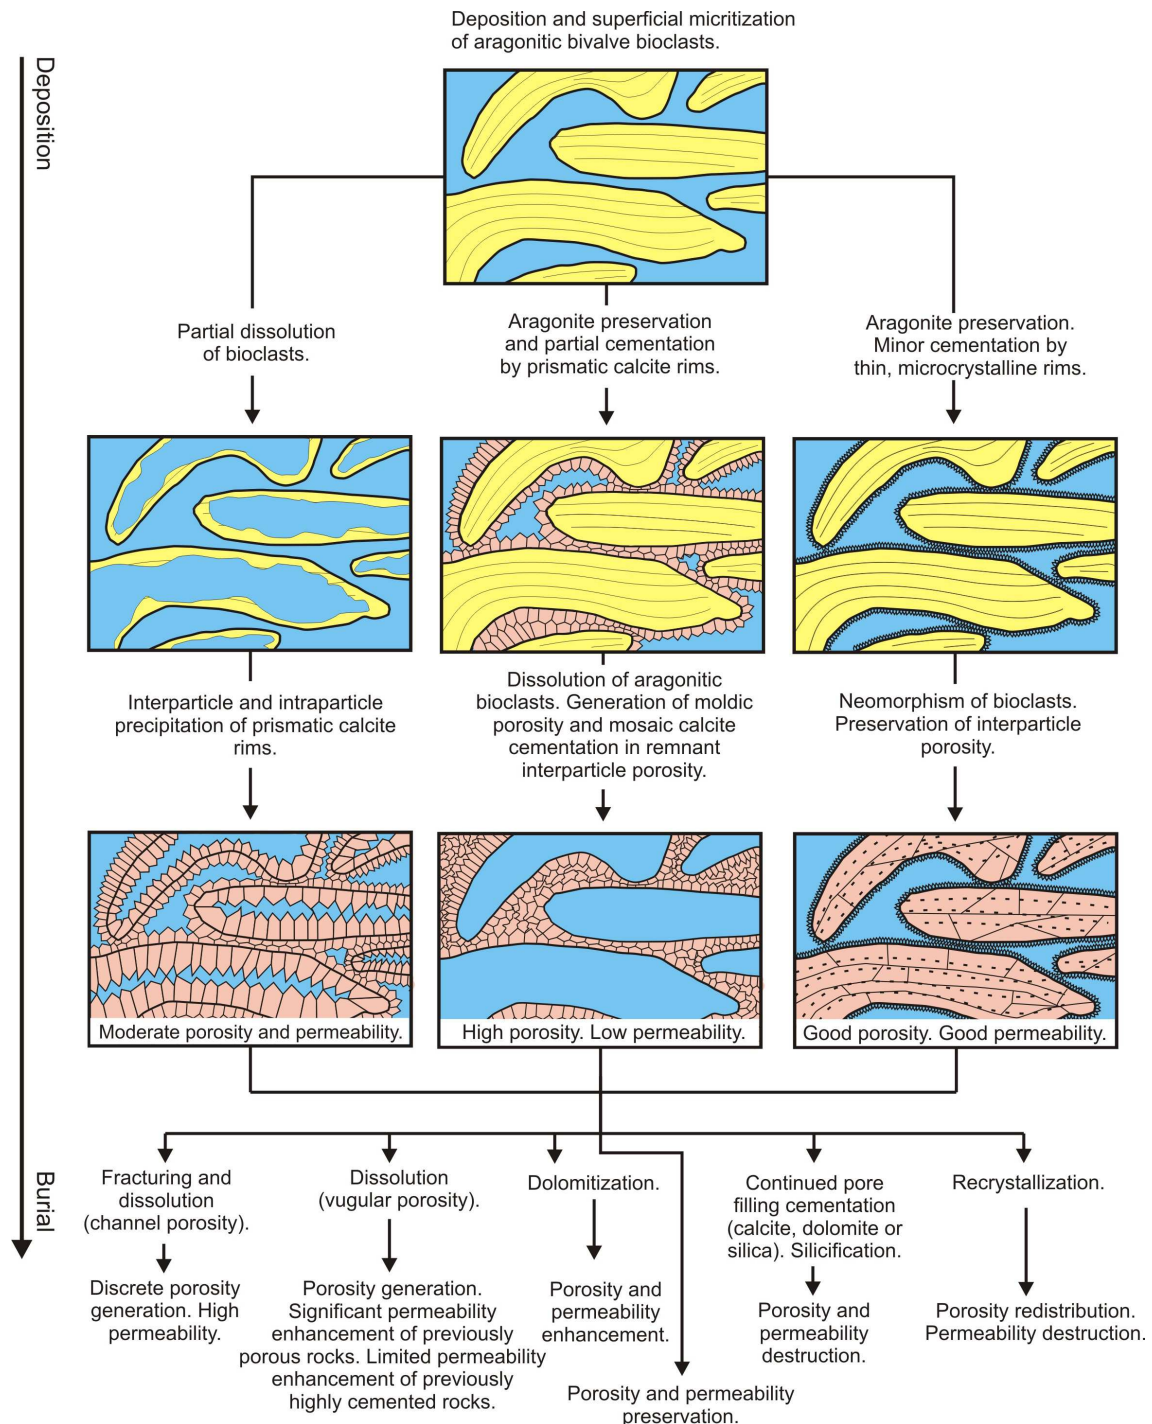 Deposition and superficial micritization
of aragonitic bivalve bioclasts.
Deposition
Partial dissolution
of bioclasts.
Aragonite preservation
and partial cementation
by prismatic calcite rims.
Aragonite preservation.
Minor cementation by
thin, microcrystalline rims.
Interparticle and intraparticle
precipitation of prismatic calcite
rims.
Dissolution of aragonitic
bioclasts. Generation of moldic
porosity and mosaic calcite
cementation in remnant
interparticle porosity.
Neomorphism of bioclasts.
Preservation of interparticle
porosity.
Moderate porosity and permeability.
High porosity. Low permeability.
Good porosity. Good permeability.
Burial
Fracturing and
dissolution
(channel porosity).
Dissolution
(vugular porosity).
Dolomitization.
Continued pore
filling cementation
(calcite, dolomite or
silica). Silicification.
Recrystallization.
Discrete porosity
generation. High
permeability.
Porosity generation.
Significant permeability
enhancement of previously
porous rocks. Limited permeability
enhancement of previously
highly cemented rocks.
Porosity and
permeability
enhancement.
Porosity and permeability
preservation.
Porosity and
permeability
destruction.
Porosity redistribution.
Permeability destruction.